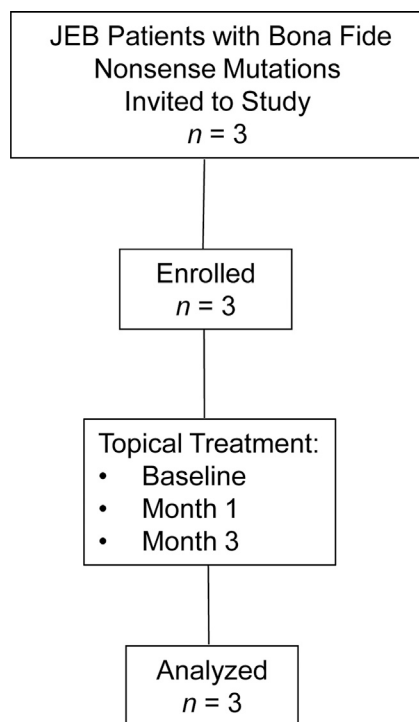 JEB Patients with Bona Fide
Nonsense Mutations
Invited to Study
n = 3
Enrolled
n = 3
Topical Treatment:
• Baseline
• Month 1
• Month 3
Analyzed
n = 3